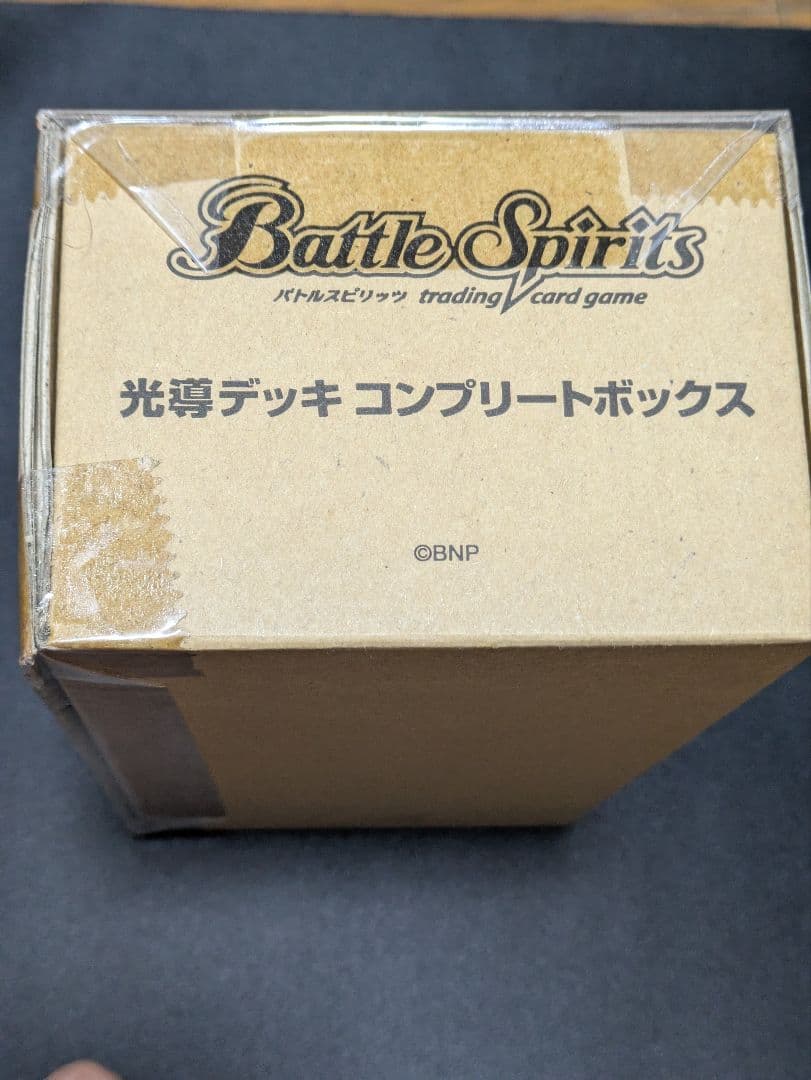 Battle Spirits
バトルスピリッツ trading card game
光導デッキ コンプリートボックス
©BNP